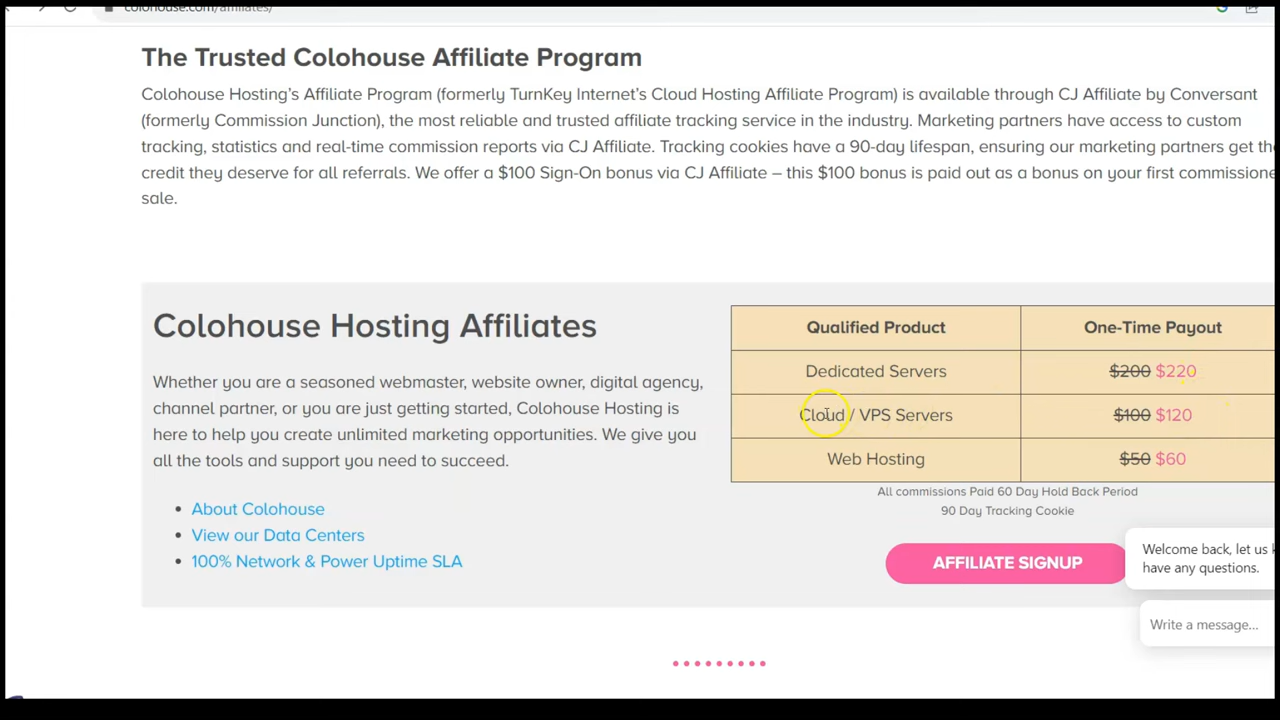 colohouse.com/affiliates/
The Trusted Colohouse Affiliate Program
Colohouse Hosting's Affiliate Program (formerly TurnKey Internet's Cloud Hosting Affiliate Program) is available through CJ Affiliate by Conversant
(formerly Commission Junction), the most reliable and trusted affiliate tracking service in the industry. Marketing partners have access to custom
tracking, statistics and real-time commission reports via CJ Affiliate. Tracking cookies have a 90-day lifespan, ensuring our marketing partners get
credit they deserve for all referrals. We offer a $100 Sign-On bonus via CJ Affiliate – this $100 bonus is paid out as a bonus on your first
sale.
Colohouse Hosting Affiliates
Whether you are a seasoned webmaster, website owner, digital agency,
channel partner, or you are just getting started, Colohouse Hosting is
here to help you create unlimited marketing opportunities. We give you
all the tools and support you need to succeed.
• About Colohouse
• View our Data Centers
• 100% Network & Power Uptime SLA
Qualified Product One-Time Payout
Dedicated Servers $200 $220
Cloud / VPS Servers $100 $120
Web Hosting $50 $60
All commissions Paid 60 Day Hold Back Period
90 Day Tracking Cookie
AFFILIATE SIGNUP
Welcome back, let us
have any questions.
Write a message...